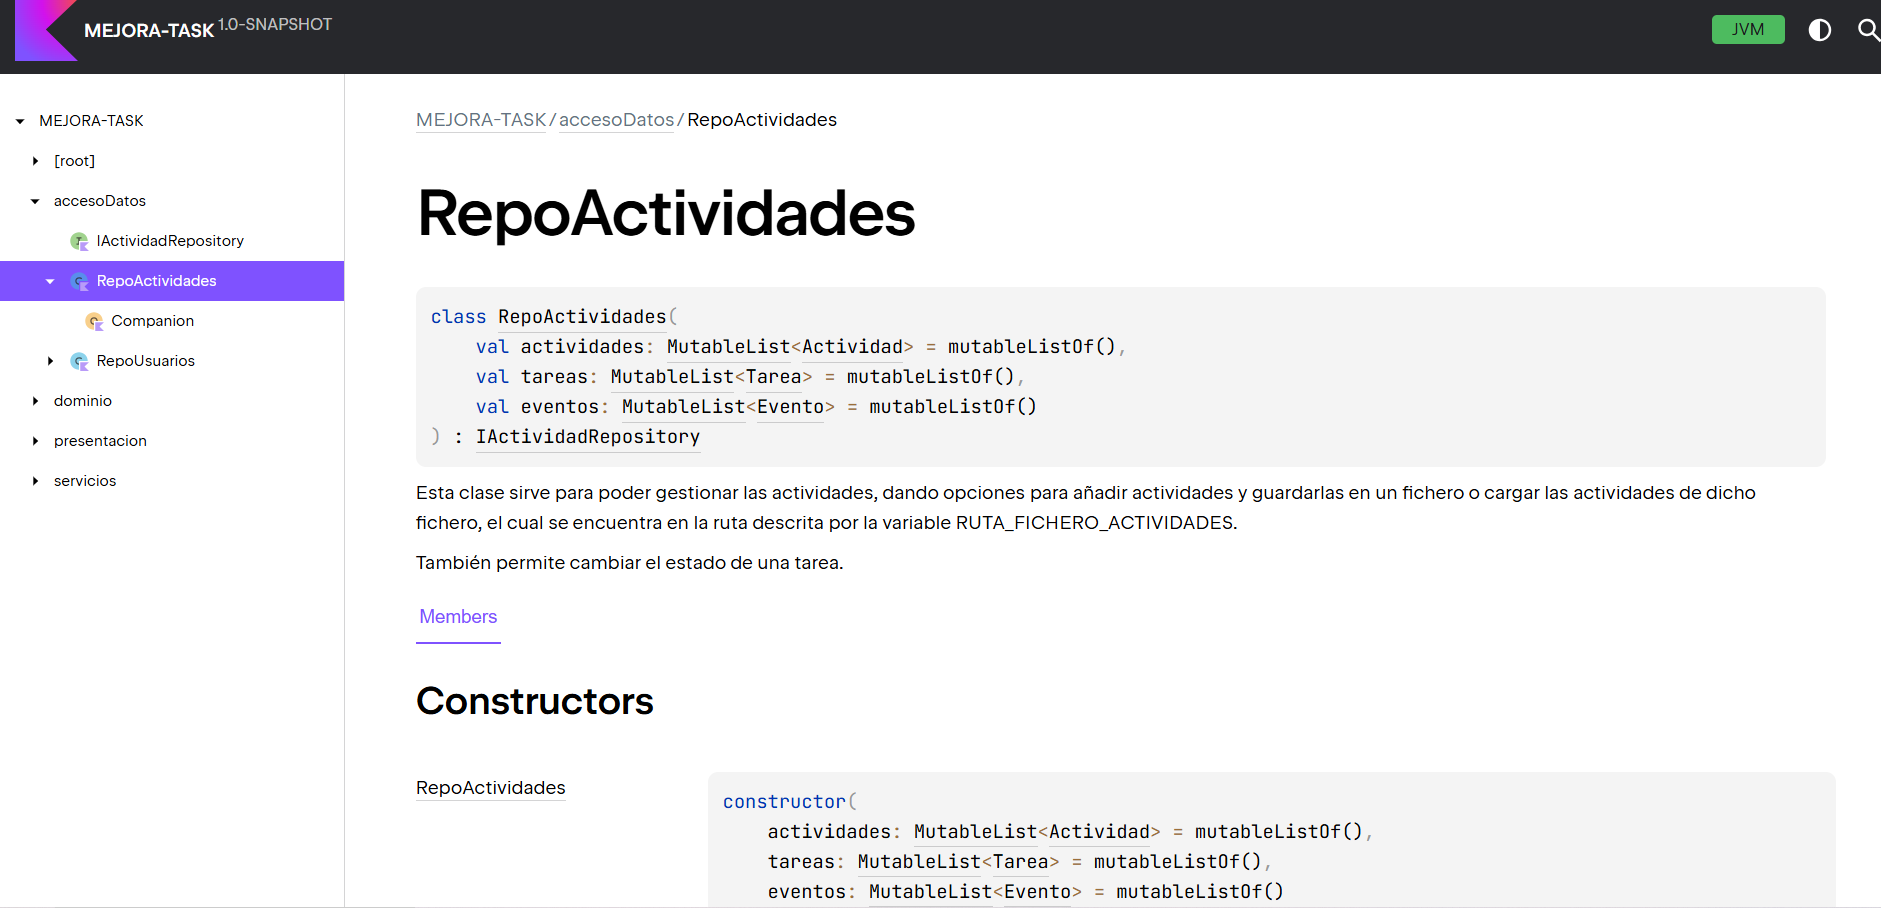 MEJORA-TASK 1.0-SNAPSHOT
JVM
MEJORA-TASK
[root]
accesoDatos
IActividadRepository
RepoActividades
Companion
RepoUsuarios
dominio
presentacion
servicios
MEJORA-TASK/accesoDatos/RepoActividades
RepoActividades
class RepoActividades(
    val actividades: MutableList<Actividad> = mutableListOf(),
    val tareas: MutableList<Tarea> = mutableListOf(),
    val eventos: MutableList<Evento> = mutableListOf()
) : IActividadRepository
Esta clase sirve para poder gestionar las actividades, dando opciones para añadir actividades y guardarlas en un fichero o cargar las actividades de dicho
fichero, el cual se encuentra en la ruta descrita por la variable RUTA_FICHERO_ACTIVIDADES.
También permite cambiar el estado de una tarea.
Members
Constructors
RepoActividades
constructor(
    actividades: MutableList<Actividad> = mutableListOf(),
    tareas: MutableList<Tarea> = mutableListOf(),
    eventos: MutableList<Evento> = mutableListOf()